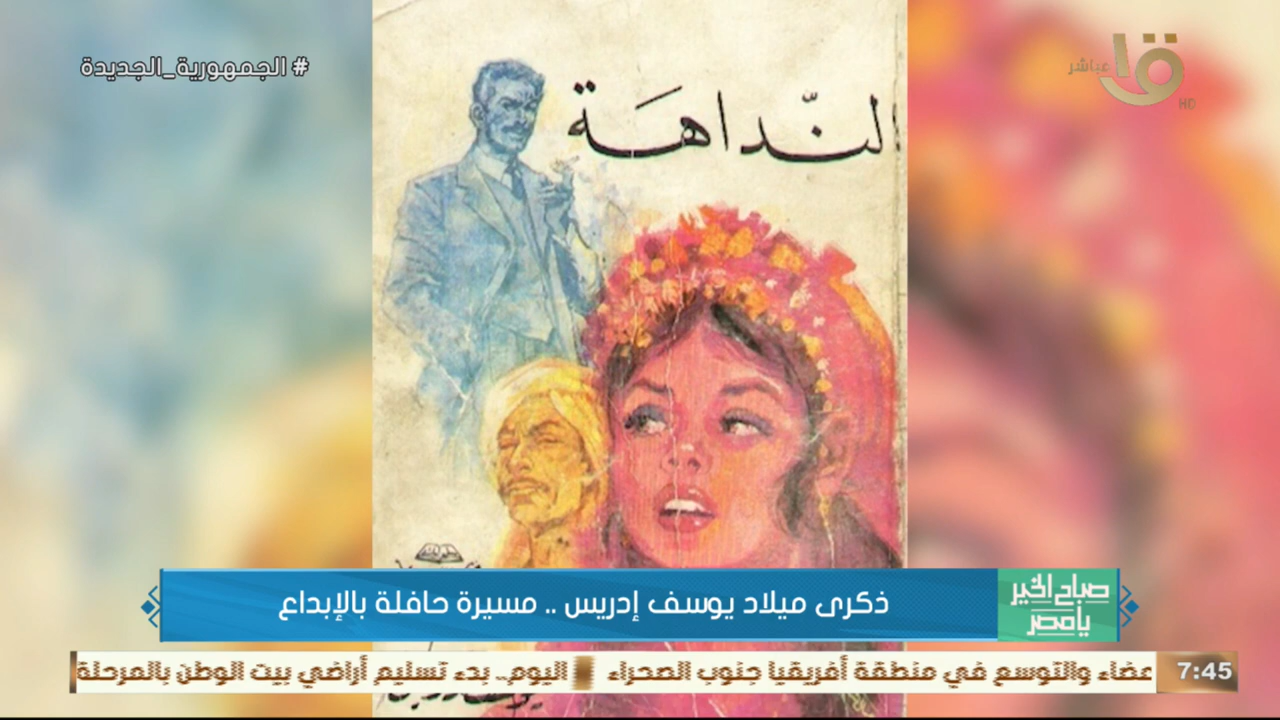 # الجمهورية_الجديدة
مباشر
HD
النداهة
ذكرى ميلاد يوسف إدريس .. مسيرة حافلة بالإبداع
صباح الخير
يا مصر
عضاء والتوسع في منطقة أفريقيا جنوب الصحراء
اليوم.. بدء تسليم أراضي بيت الوطن بالمرحلة
7:45